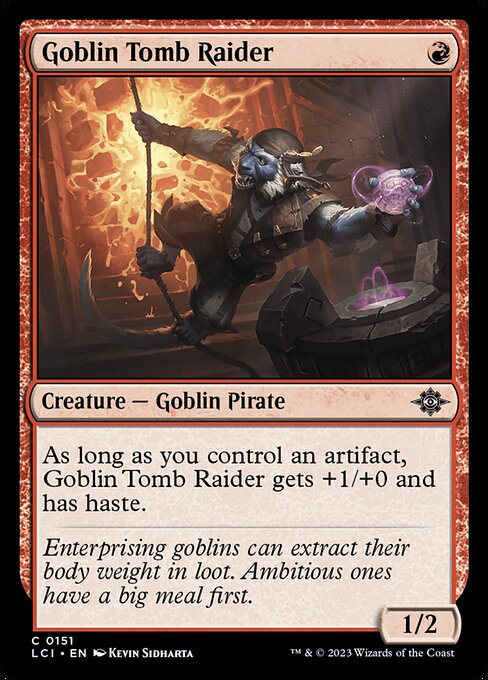 Goblin Tomb Raider
Creature — Goblin Pirate
As long as you control an artifact,
Goblin Tomb Raider gets +1/+0 and
has haste.
Enterprising goblins can extract their
body weight in loot. Ambitious ones
have a big meal first.
1/2
C 0151
LCI • EN Kevin Sidharta
™ & © 2023 Wizards of the Coast